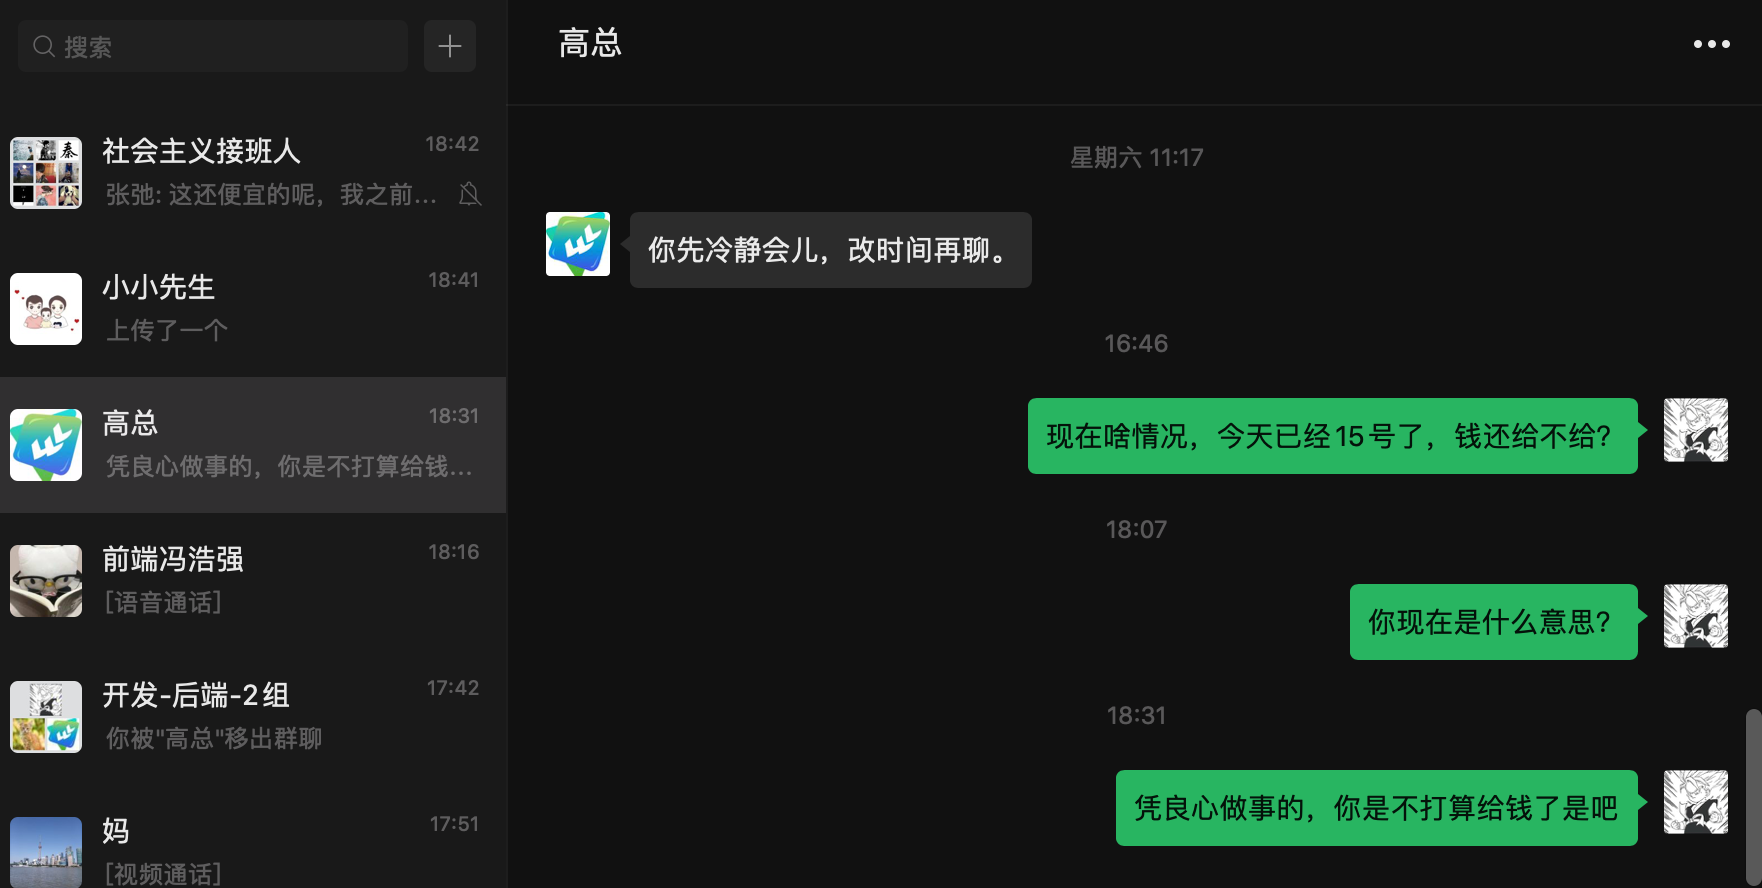 搜索
社会主义接班人
18:42
张弛: 这还便宜的呢，我之前...
小小先生
18:41
上传了一个
高总
18:31
凭良心做事的，你是不打算给钱...
前端冯浩强
18:16
[语音通话]
开发-后端-2组
17:42
你被"高总"移出群聊
妈
17:51
[视频通话]
高总
星期六 11:17
你先冷静会儿，改时间再聊。
16:46
现在啥情况，今天已经15号了，钱还给不给?
18:07
你现在是什么意思?
18:31
凭良心做事的，你是不打算给钱了是吧
秦